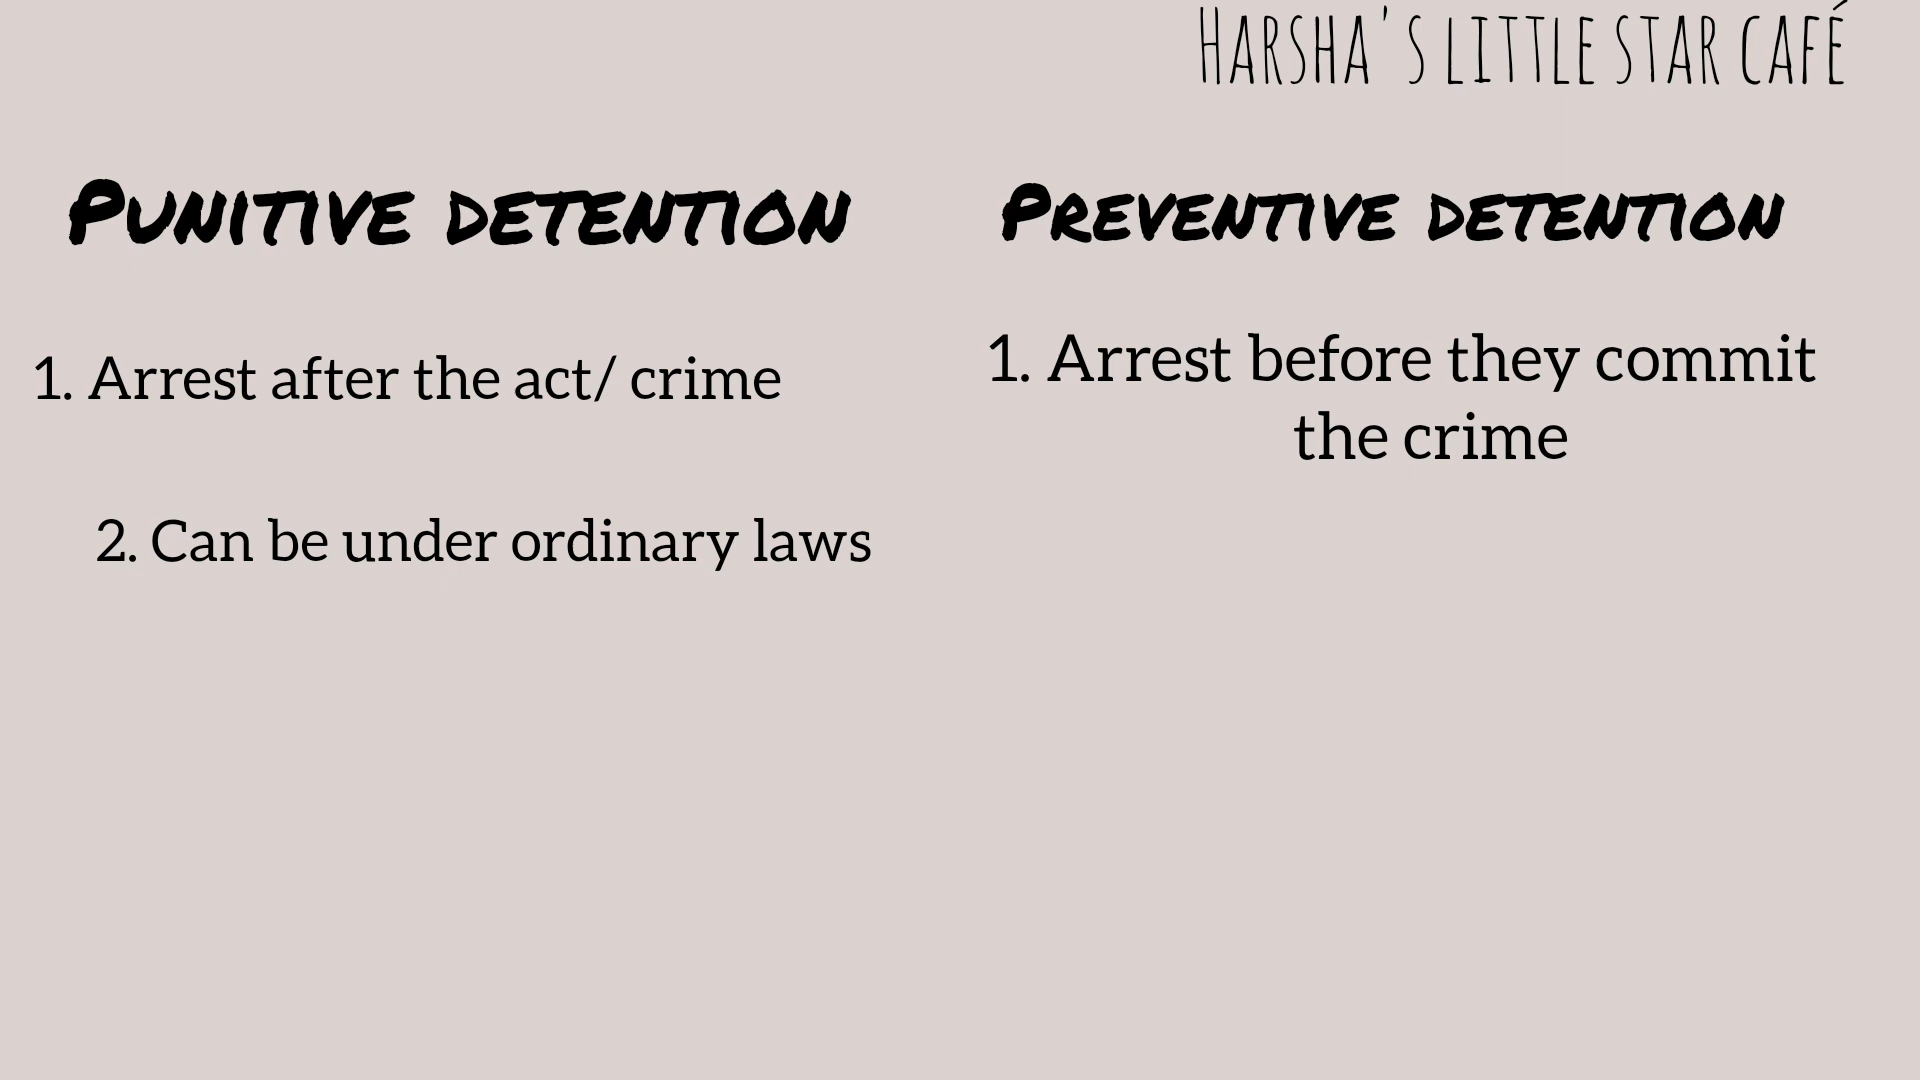 Harsha's little star café
Punitive detention
1. Arrest after the act/ crime
2. Can be under ordinary laws
Preventive detention
1. Arrest before they commit
the crime